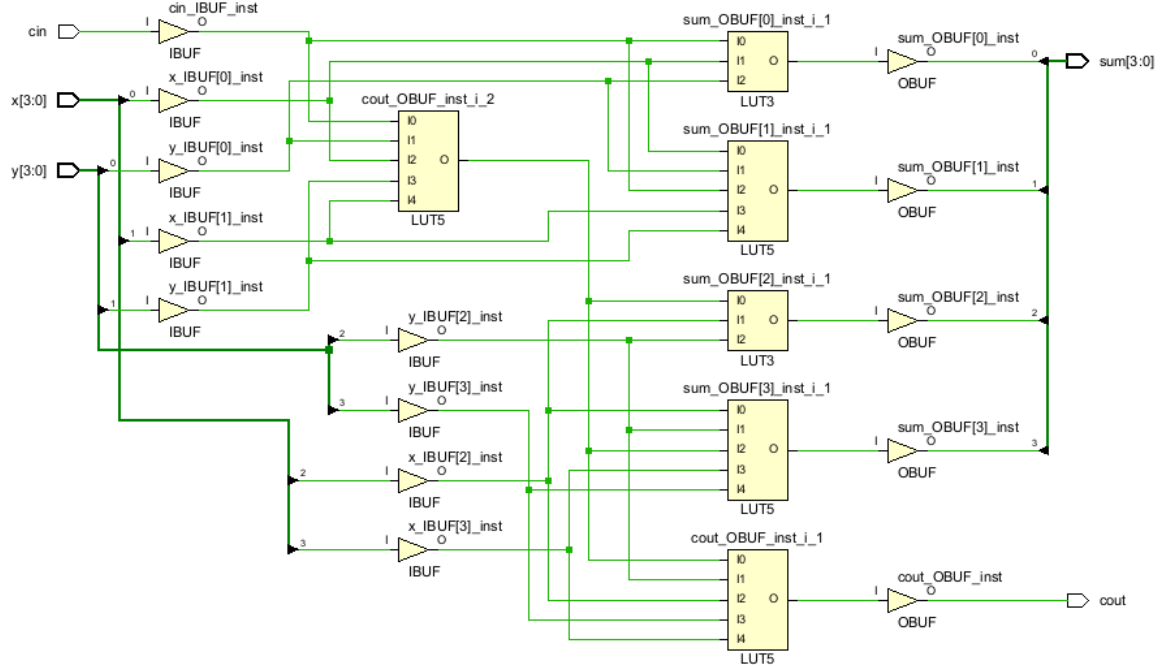 cin
I
cin_IBUF_inst
O
IBUF
x[3:0]
0
I
x_IBUF[0]_inst
O
IBUF
y[3:0]
0
I
y_IBUF[0]_inst
O
IBUF
1
I
x_IBUF[1]_inst
O
IBUF
1
I
y_IBUF[1]_inst
O
IBUF
cout_OBUF_inst_i_2
I0
I1
I2
I3
I4
O
LUT5
2
I
y_IBUF[2]_inst
O
IBUF
3
I
y_IBUF[3]_inst
O
IBUF
2
I
x_IBUF[2]_inst
O
IBUF
3
I
x_IBUF[3]_inst
O
IBUF
sum_OBUF[0]_inst_i_1
I0
I1
I2
O
LUT3
sum_OBUF[1]_inst_i_1
I0
I1
I2
I3
I4
O
LUT5
sum_OBUF[2]_inst_i_1
I0
I1
I2
O
LUT3
sum_OBUF[3]_inst_i_1
I0
I1
I2
I3
I4
O
LUT5
cout_OBUF_inst_i_1
I0
I1
I2
I3
I4
O
LUT5
sum_OBUF[0]_inst
I
O
OBUF
0
sum[3:0]
sum_OBUF[1]_inst
I
O
OBUF
1
sum_OBUF[2]_inst
I
O
OBUF
2
sum_OBUF[3]_inst
I
O
OBUF
3
cout_OBUF_inst
I
O
OBUF
cout